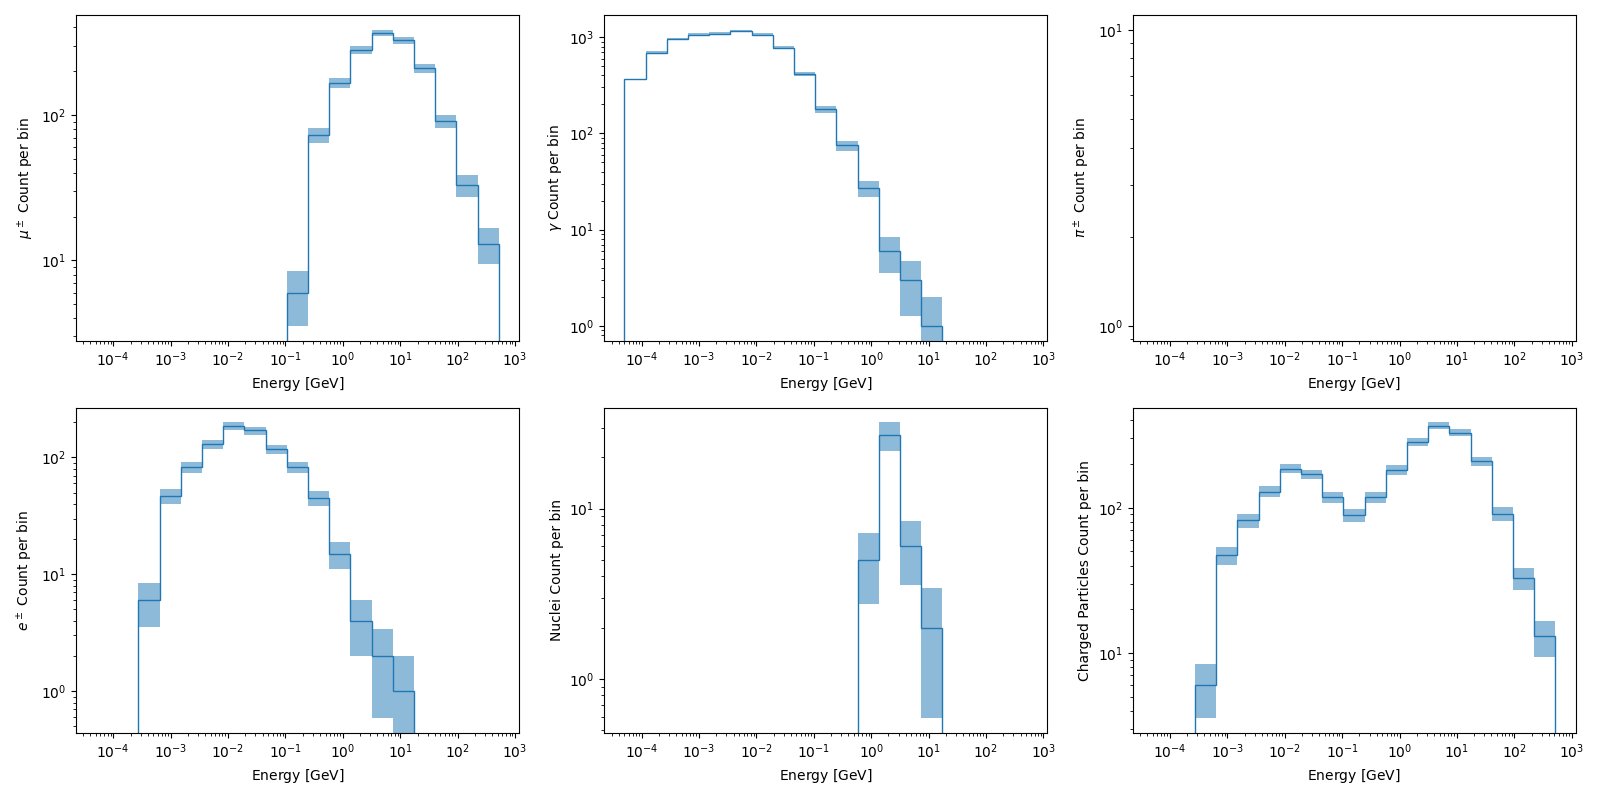 μ± Count per bin
10²
10¹
10⁻⁴ 10⁻³ 10⁻² 10⁻¹ 10⁰ 10¹ 10² 10³
Energy [GeV]
γ Count per bin
10³
10²
10¹
10⁰
10⁻⁴ 10⁻³ 10⁻² 10⁻¹ 10⁰ 10¹ 10² 10³
Energy [GeV]
π± Count per bin
10¹
10⁰
10⁻⁴ 10⁻³ 10⁻² 10⁻¹ 10⁰ 10¹ 10² 10³
Energy [GeV]
e± Count per bin
10²
10¹
10⁰
10⁻⁴ 10⁻³ 10⁻² 10⁻¹ 10⁰ 10¹ 10² 10³
Energy [GeV]
Nuclei Count per bin
10¹
10⁰
10⁻⁴ 10⁻³ 10⁻² 10⁻¹ 10⁰ 10¹ 10² 10³
Energy [GeV]
Charged Particles Count per bin
10²
10¹
10⁻⁴ 10⁻³ 10⁻² 10⁻¹ 10⁰ 10¹ 10² 10³
Energy [GeV]